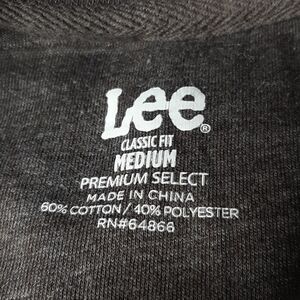 Lee®
CLASSIC FIT
MEDIUM
PREMIUM SELECT
MADE IN CHINA
60% COTTON / 40% POLYESTER
RN#64866